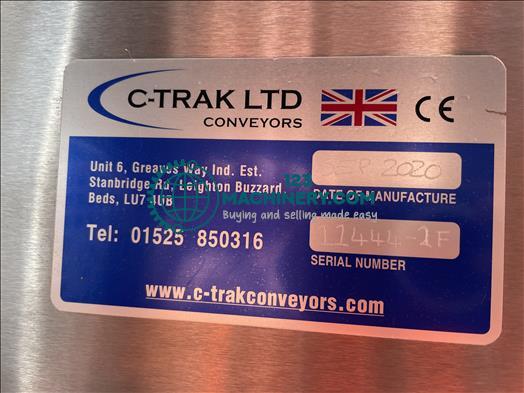 C-TRAK LTD
CONVEYORS
CE
Unit 6, Greaves Way Ind. Est.
Stanbridge Rd, Leighton Buzzard
Beds, LU7 4UB
Tel: 01525 850316
2020
DATE OF MANUFACTURE
11444-1F
SERIAL NUMBER
www.c-trakconveyors.com
123
MACHINERY.COM
Buying and selling made easy